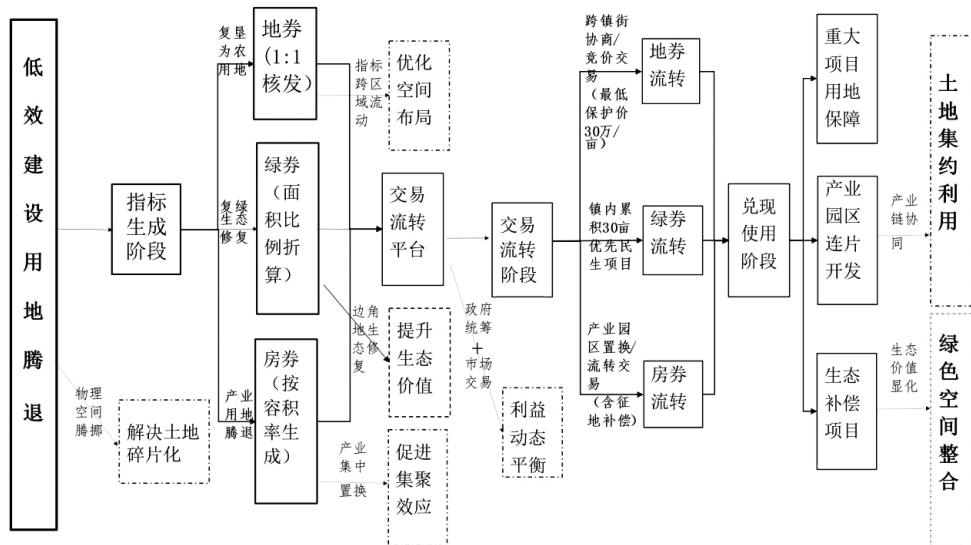 低
效
建
设
用
地
腾
退
物理
空间
腾挪
解决土地
碎片化
指标
生成
阶段
复垦
为农
用地
复绿
生态
修复
产业
用地
腾退
地券
(1:1
核发)
绿券
(面
积比
例折
算)
房券
(按
容积
率生
成)
指标
跨区
域流
动
优化
空间
布局
边角
地生
态修
复
提升
生态
价值
产业
集中
置换
促进
集聚
效应
交易
流转
平台
政府
统筹
+
市场
交易
利益
动态
平衡
交易
流转
阶段
跨镇街
协商/
竞价交
易
(最低
保护价
30万/
亩)
镇内累
积30亩
优先民
生项目
产业园
区置换/
流转交
易
(含征
地补偿)
地券
流转
绿券
流转
房券
流转
兑现
使用
阶段
重大
项目
用地
保障
产业
园区
连片
开发
生态
补偿
项目
产业
链协
同
生态
价值
显化
土
地
集
约
利
用
绿
色
空
间
整
合